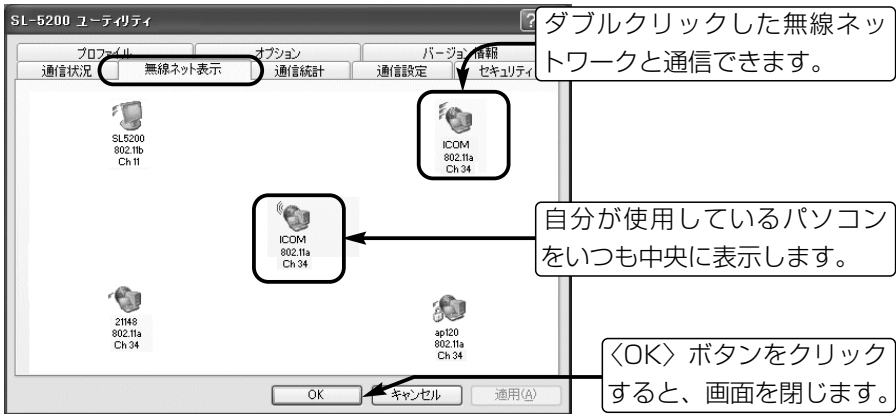 SL-5200 ユーティリティ
?
プロファイル
オプション
バージョン情報
通信状況
無線ネット表示
通信統計
通信設定
セキュリティ
SL5200
802.11b
Ch 11
ICOM
802.11a
Ch 34
ICOM
802.11a
Ch 34
21148
802.11a
Ch 34
ap120
802.11a
Ch 34
OK
キャンセル
適用(A)
ダブルクリックした無線ネッ
トワークと通信できます。
自分が使用しているパソコン
をいつも中央に表示します。
〈OK〉ボタンをクリック
すると、画面を閉じます。